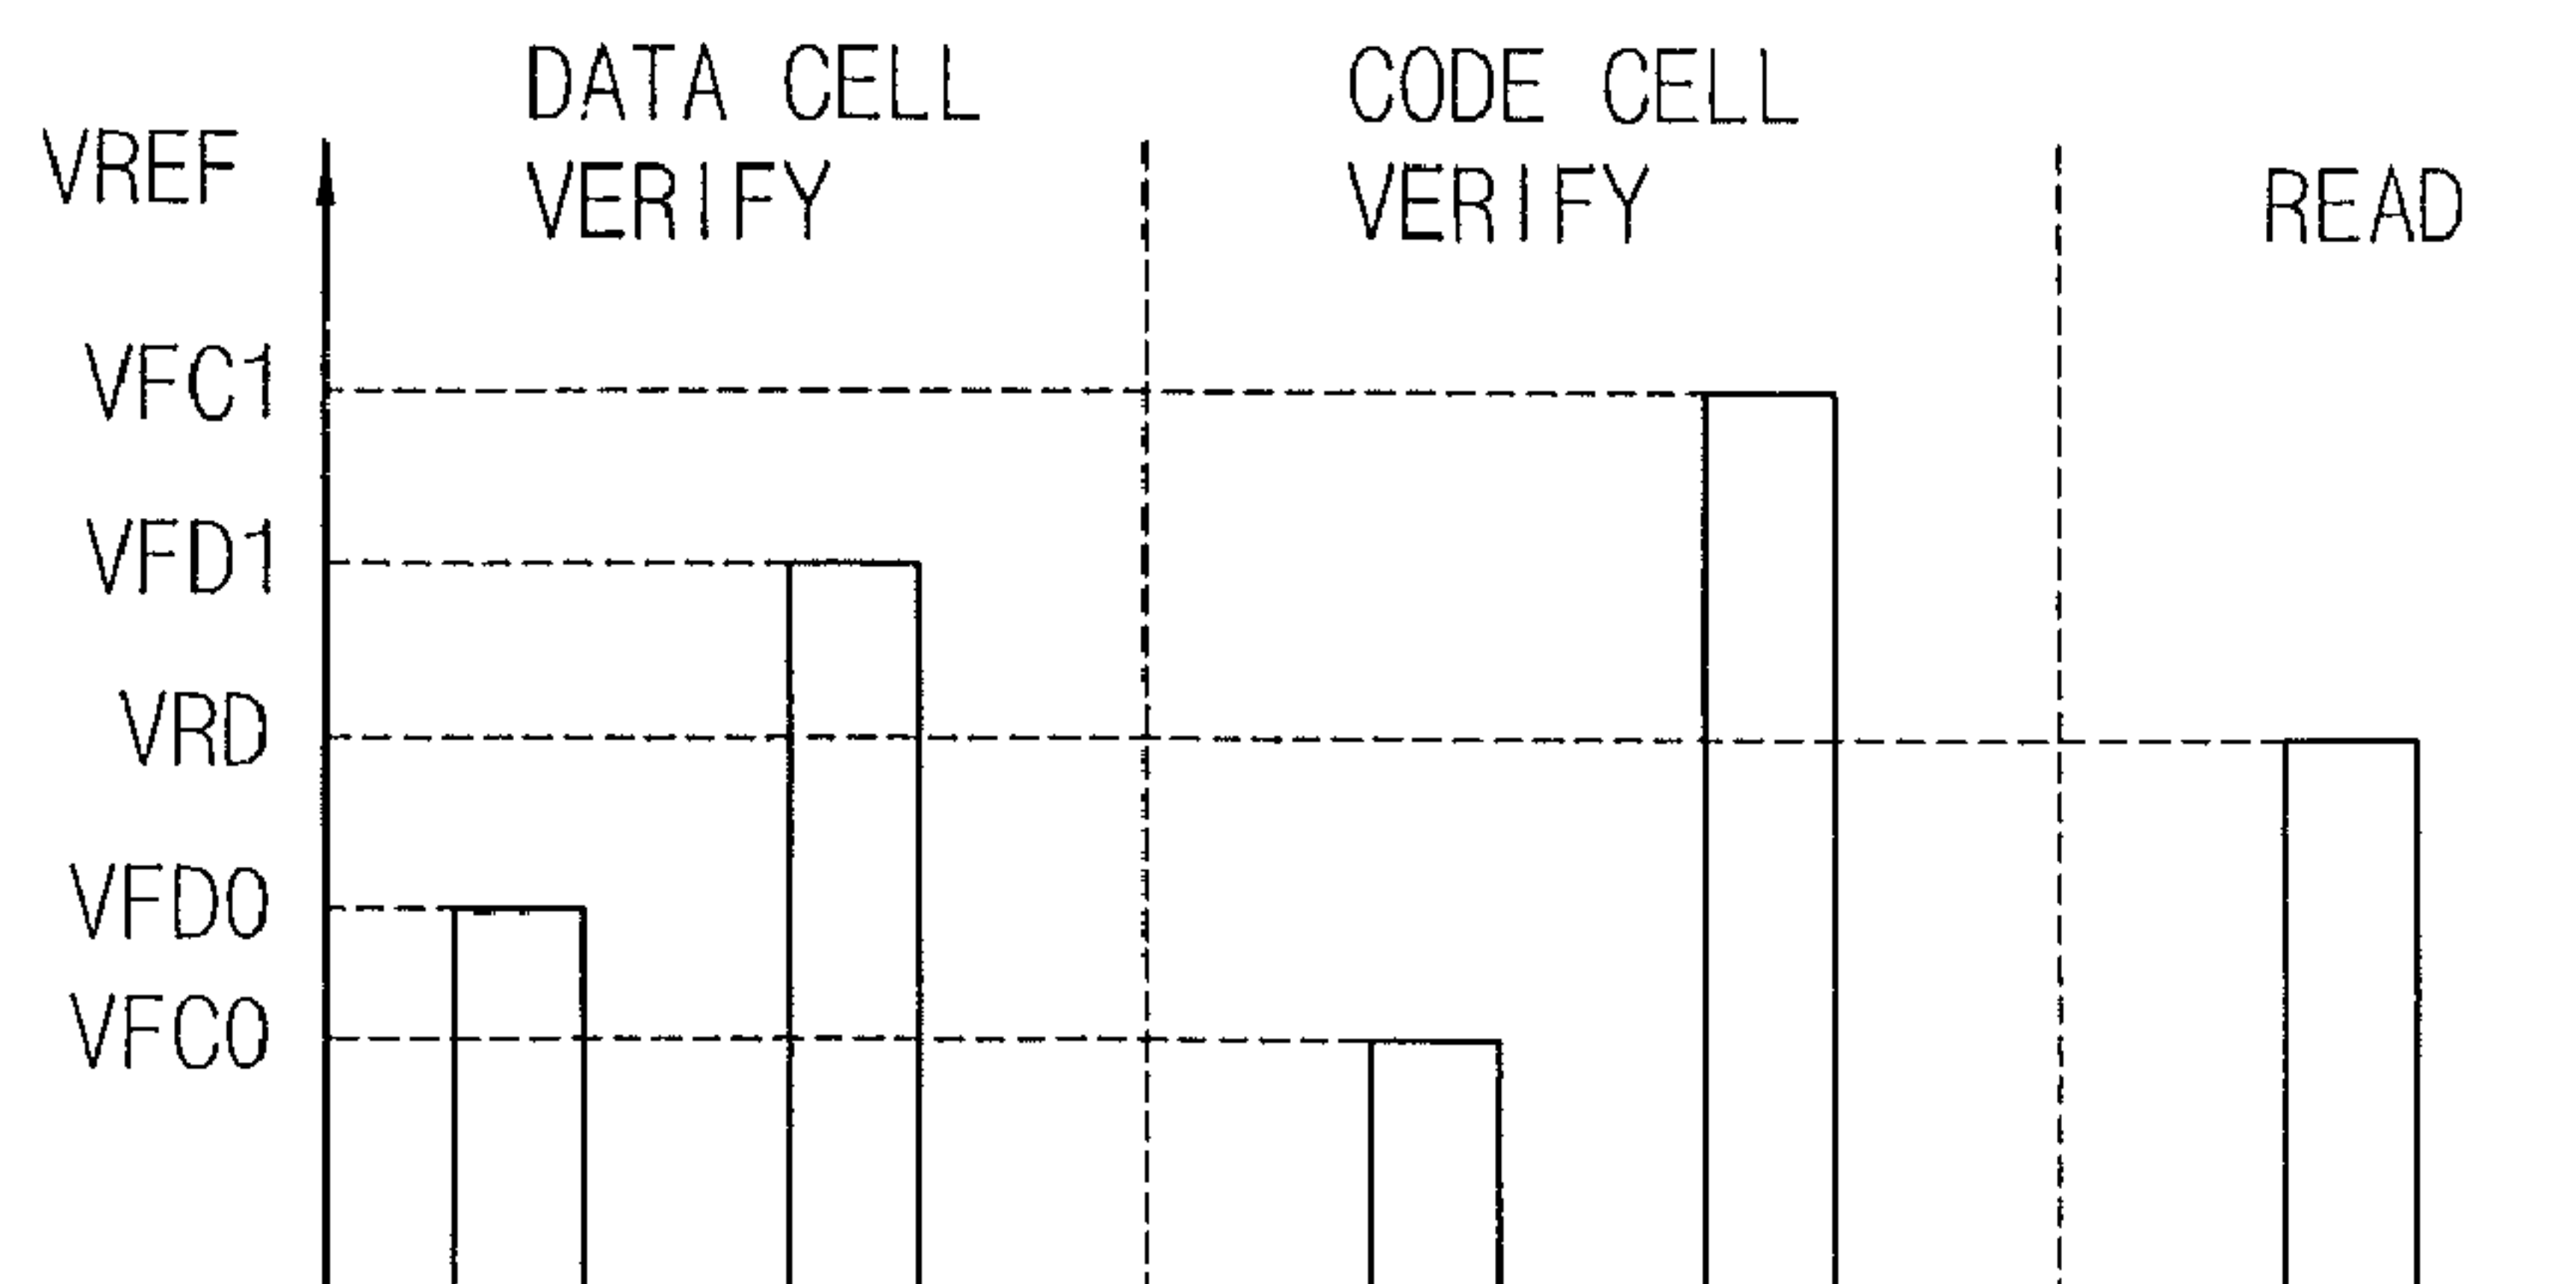 DATA CELL
VERIFY
CODE CELL
VERIFY
READ
VREF
VFC1
VFD1
VRD
VFD0
VFC0